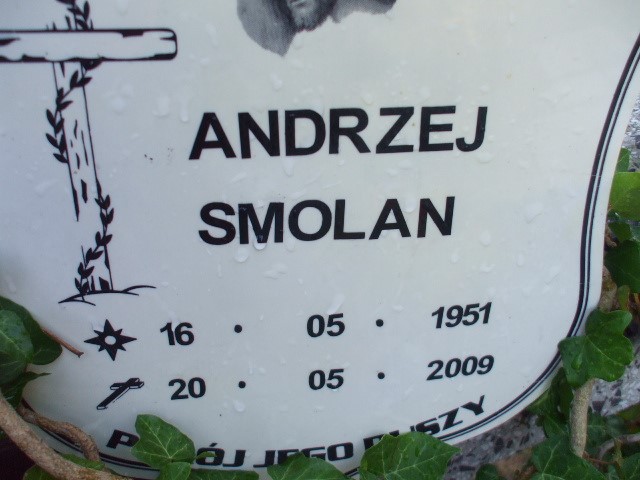 ANDRZEJ
SMOLAN
16 • 05 • 1951
20 • 05 • 2009
JEGO DUSZY